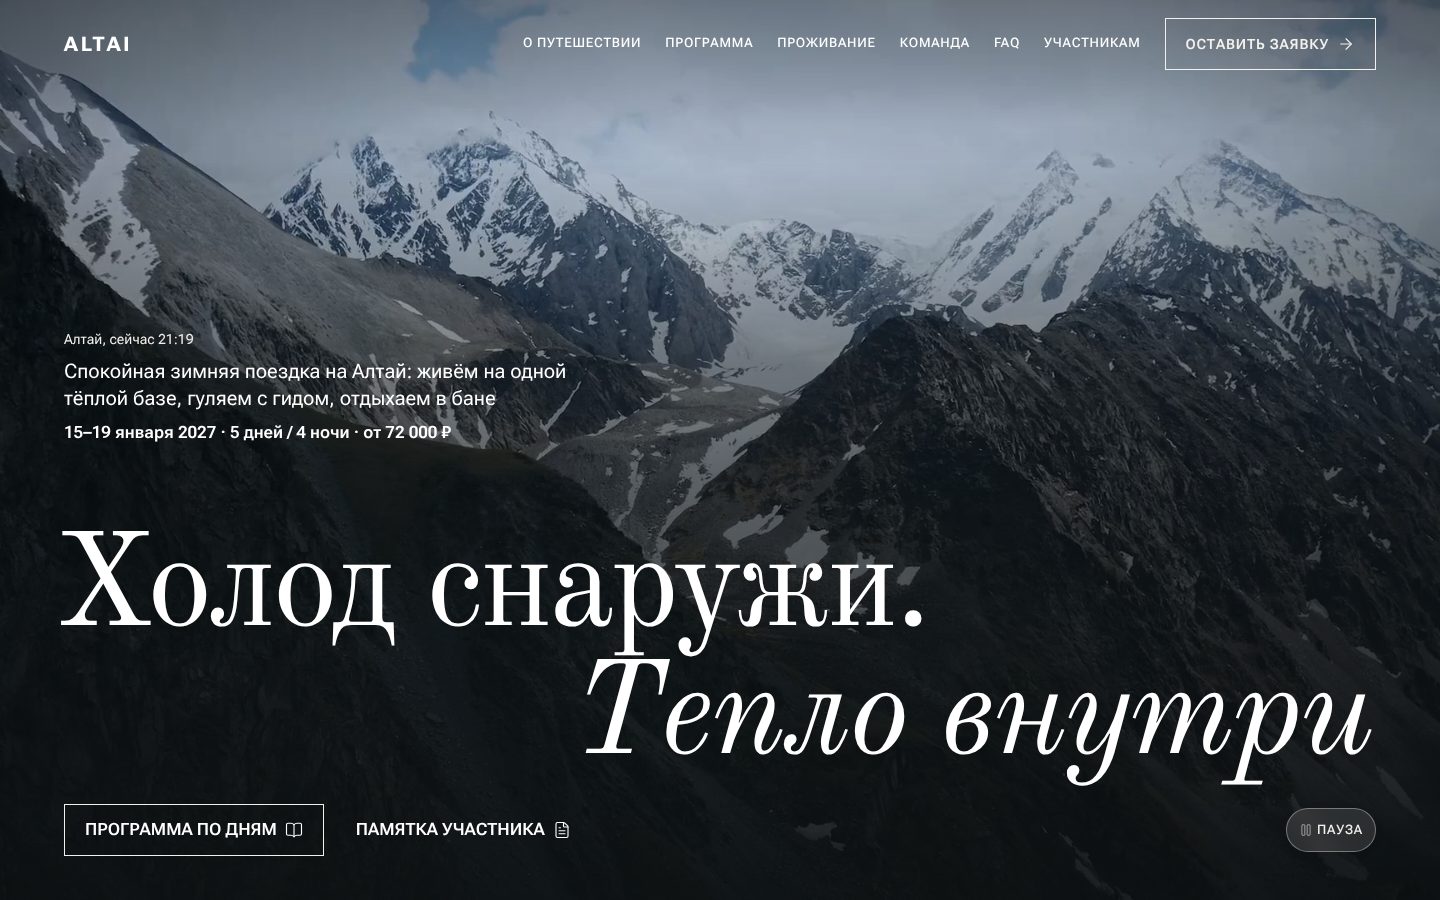 ALTAI
О ПУТЕШЕСТВИИ
ПРОГРАММА
ПРОЖИВАНИЕ
КОМАНДА
FAQ
УЧАСТНИКАМ
ОСТАВИТЬ ЗАЯВКУ
Алтай, сейчас 21:19
Спокойная зимняя поездка на Алтай: живём на одной
тёплой базе, гуляем с гидом, отдыхаем в бане
15–19 января 2027 · 5 дней / 4 ночи · от 72 000 ₽
Холод снаружи.
Тепло внутри
ПРОГРАММА ПО ДНЯМ
ПАМЯТКА УЧАСТНИКА
ПАУЗА